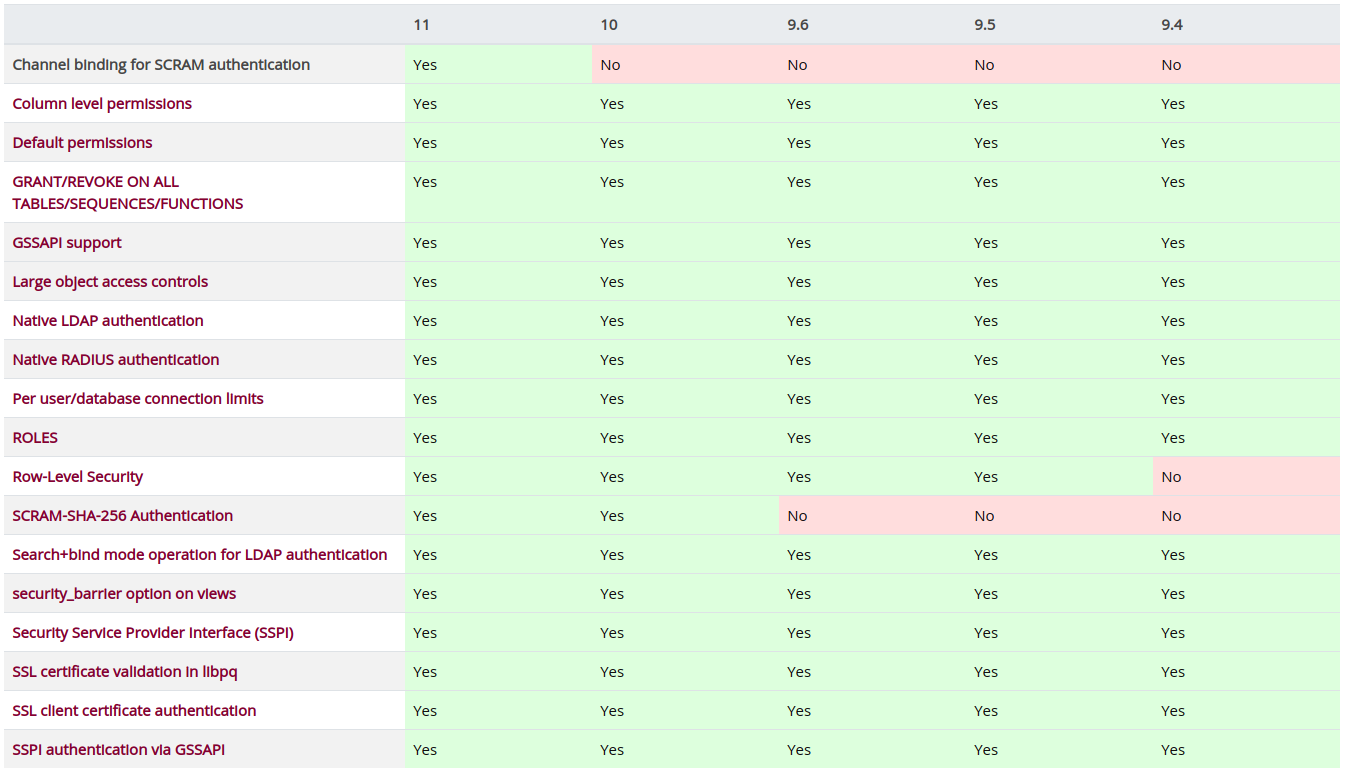 11 10 9.6 9.5 9.4
Channel binding for SCRAM authentication Yes No No No No
Column level permissions Yes Yes Yes Yes Yes
Default permissions Yes Yes Yes Yes Yes
GRANT/REVOKE ON ALL Yes Yes Yes Yes Yes
TABLES/SEQUENCES/FUNCTIONS
GSSAPI support Yes Yes Yes Yes Yes
Large object access controls Yes Yes Yes Yes Yes
Native LDAP authentication Yes Yes Yes Yes Yes
Native RADIUS authentication Yes Yes Yes Yes Yes
Per user/database connection limits Yes Yes Yes Yes Yes
ROLES Yes Yes Yes Yes Yes
Row-Level Security Yes Yes Yes Yes No
SCRAM-SHA-256 Authentication Yes Yes No No No
Search+bind mode operation for LDAP authentication Yes Yes Yes Yes Yes
security_barrier option on views Yes Yes Yes Yes Yes
Security Service Provider Interface (SSPI) Yes Yes Yes Yes Yes
SSL certificate validation in libpq Yes Yes Yes Yes Yes
SSL client certificate authentication Yes Yes Yes Yes Yes
SSPI authentication via GSSAPI Yes Yes Yes Yes Yes